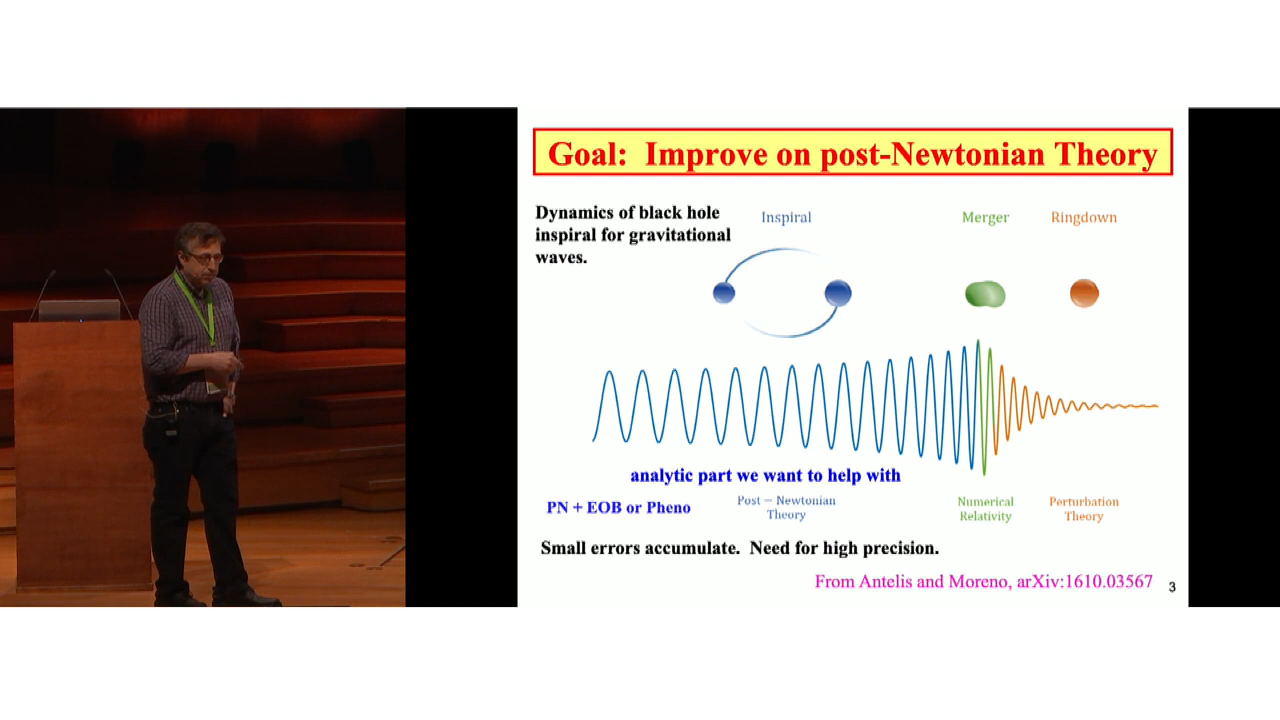 Goal: Improve on post-Newtonian Theory
Dynamics of black hole
inspiral for gravitational
waves.
Inspiral
Merger
Ringdown
analytic part we want to help with
PN + EOB or Pheno
Post – Newtonian
Theory
Numerical
Relativity
Perturbation
Theory
Small errors accumulate.  Need for high precision.
From Antelis and Moreno, arXiv:1610.03567
3